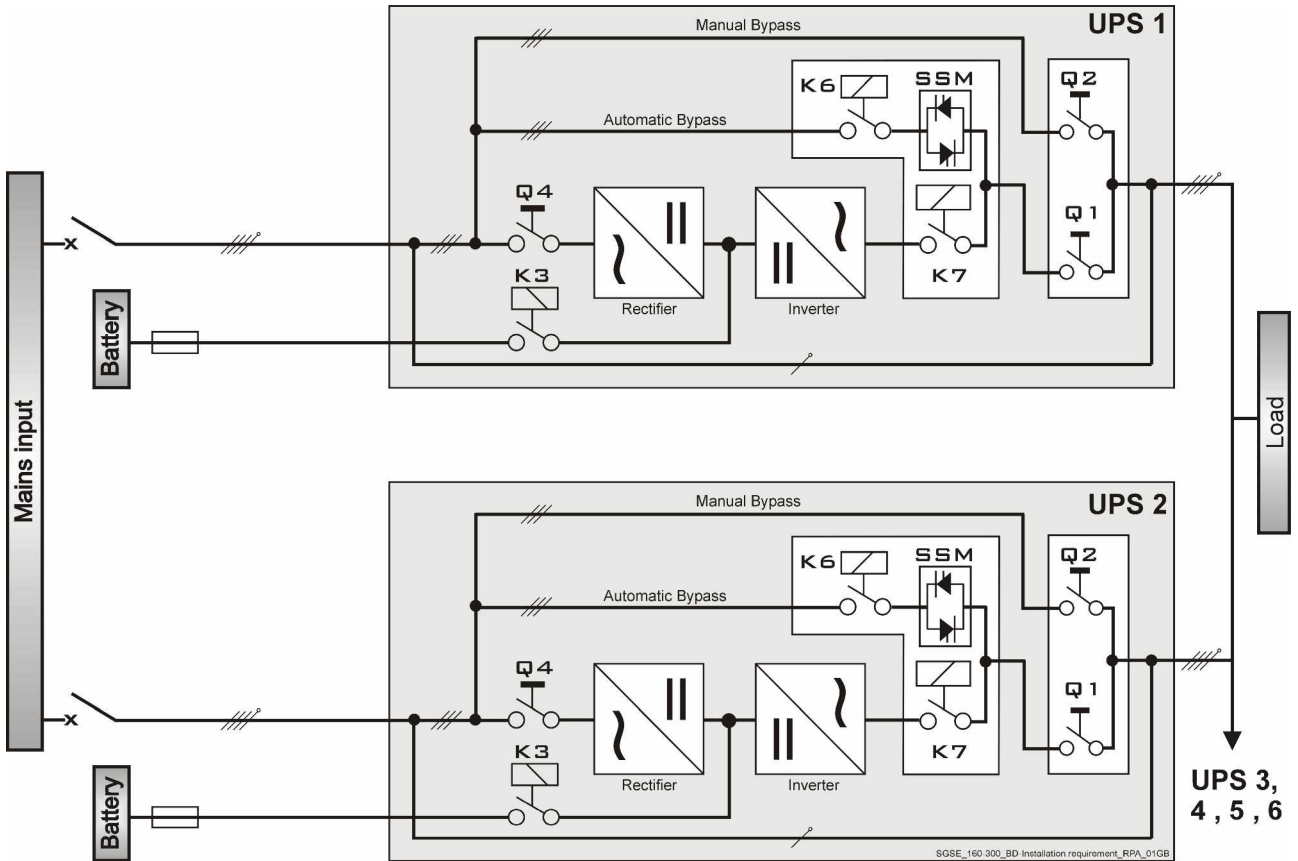 Mains input
Battery
UPS 1
Manual Bypass
K6
SSM
Q2
Automatic Bypass
Q4
Q1
K3
K7
Rectifier
Inverter
Load
Battery
UPS 2
Manual Bypass
K6
SSM
Q2
Automatic Bypass
Q4
Q1
K3
K7
Rectifier
Inverter
UPS 3,
4 , 5 , 6
SGSE_160-300_BD-Installation requirement_RPA_01GB